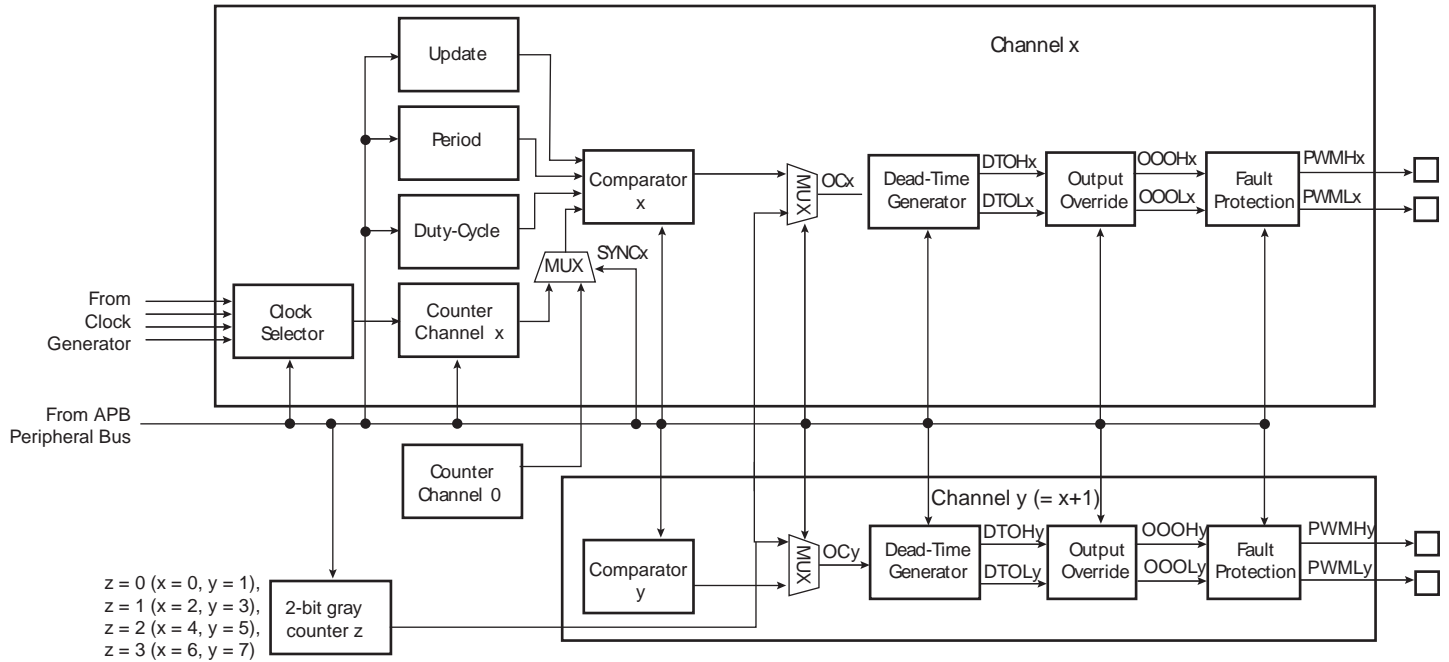 Channel x
Update
Period
Comparator
x
Duty-Cycle
MUX
SYNCx
MUX
OCx
Dead-Time
Generator
DTOHx
DTOLx
Output
Override
OOOHx
OOOLx
Fault
Protection
PWMHx
PWMLx
From
Clock
Generator
Clock
Selector
Counter
Channel x
From APB
Peripheral Bus
Counter
Channel 0
Channel y (= x+1)
Comparator
y
MUX
OCy
Dead-Time
Generator
DTOHy
DTOLy
Output
Override
OOOHy
OOOLy
Fault
Protection
PWMHy
PWMLy
z = 0 (x = 0, y = 1),
z = 1 (x = 2, y = 3),
z = 2 (x = 4, y = 5),
z = 3 (x = 6, y = 7)
2-bit gray
counter z